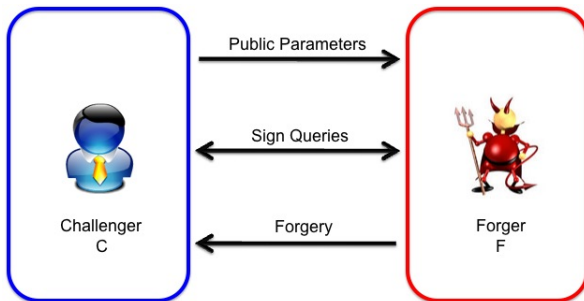 Public Parameters
Sign Queries
Forgery
Challenger
C
Forger
F